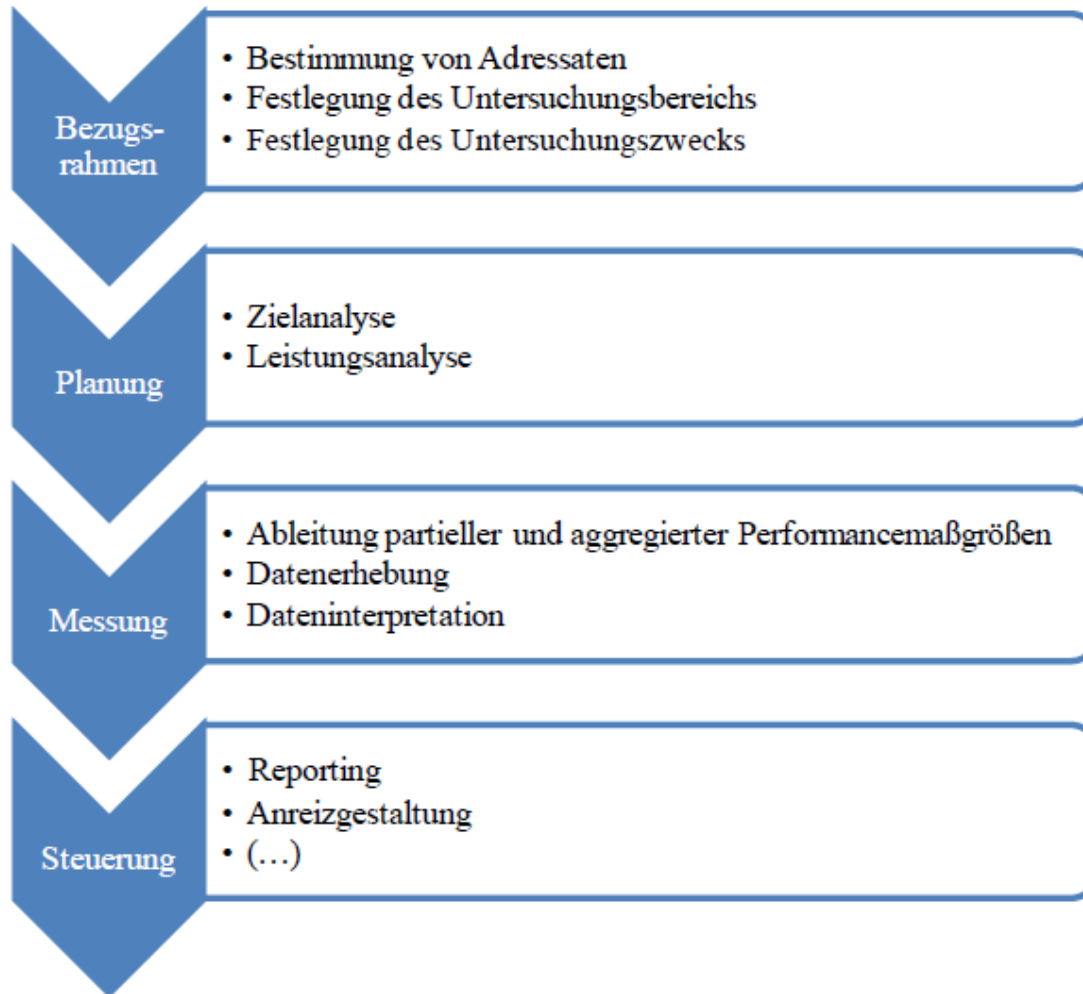 Bezugs-
rahmen
• Bestimmung von Adressaten
• Festlegung des Untersuchungsbereichs
• Festlegung des Untersuchungszwecks
Planung
• Zielanalyse
• Leistungsanalyse
Messung
• Ableitung partieller und aggregierter Performancemaßgrößen
• Datenerhebung
• Dateninterpretation
Steuerung
• Reporting
• Anreizgestaltung
• (…)